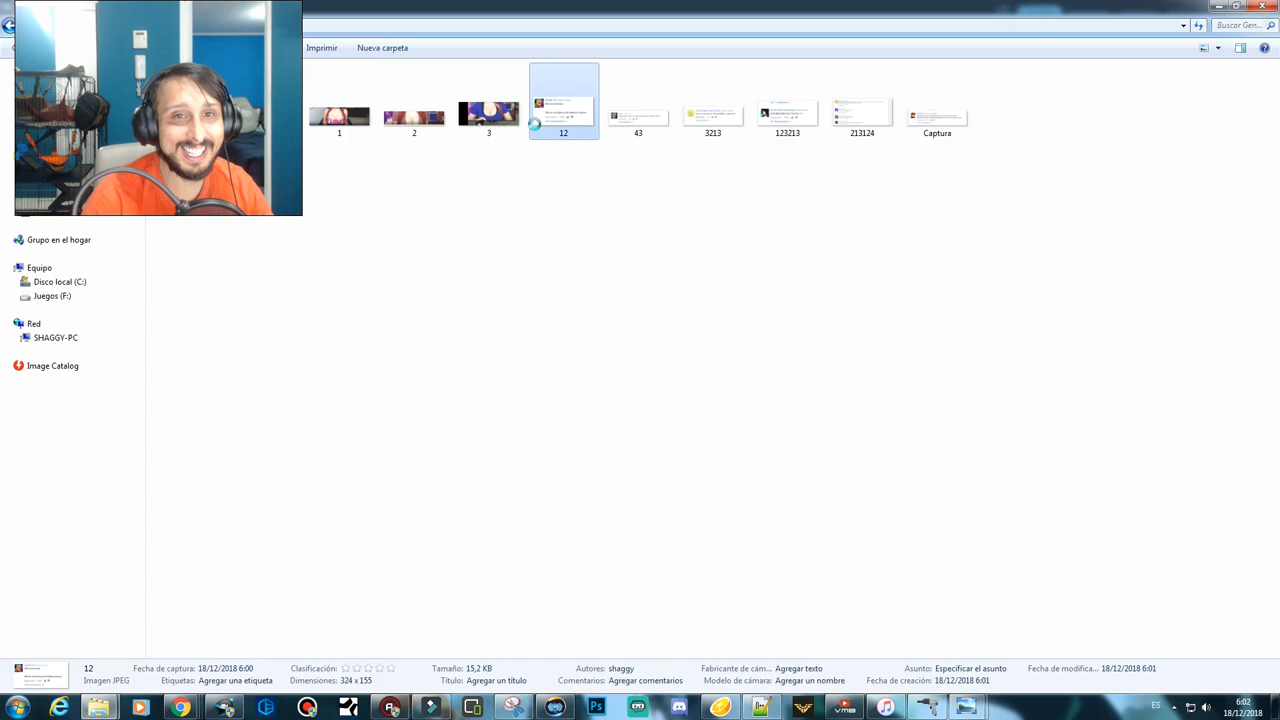 Buscar Gen...
Imprimir
Nueva carpeta
1
2
12
43
3213
123213
213124
Captura
Grupo en el hogar
Equipo
Disco local (C:)
Juegos (F:)
Red
SHAGGY-PC
Image Catalog
12
Fecha de captura: 18/12/2018 6:00
Clasificación:
Tamaño: 15,2 KB
Autores: shaggy
Fabricante de cám... Agregar texto
Asunto: Especificar el asunto
Fecha de modifica... 18/12/2018 6:01
Imagen JPEG
Etiquetas: Agregar una etiqueta
Dimensiones: 324 x 155
Título: Agregar un título
Comentarios: Agregar comentarios
Modelo de cámara: Agregar un nombre
Fecha de creación: 18/12/2018 6:01
Ps
vmB
ES
6:02
18/12/2018